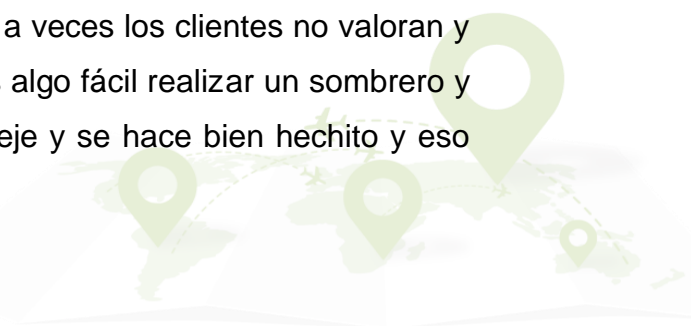 a veces los clientes no valoran y
algo fácil realizar un sombrero y
eje y se hace bien hechito y eso